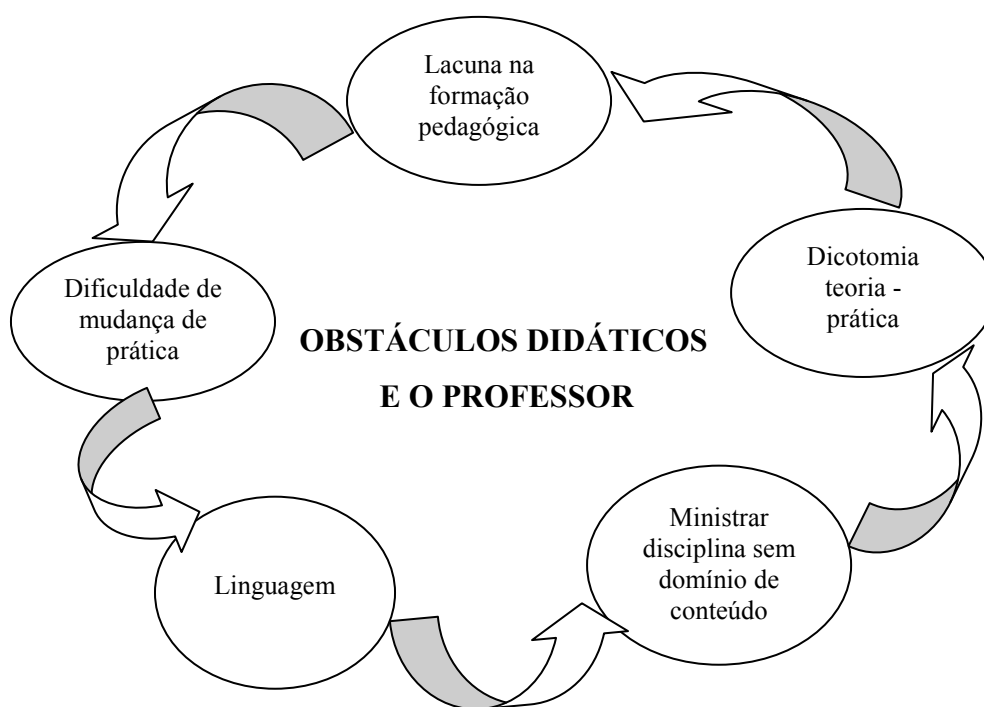 Lacuna na
formação
pedagógica
Dicotomia
teoria -
prática
Dificuldade de
mudança de
prática
OBSTÁCULOS DIDÁTICOS
E O PROFESSOR
Ministrar
disciplina sem
domínio de
conteúdo
Linguagem